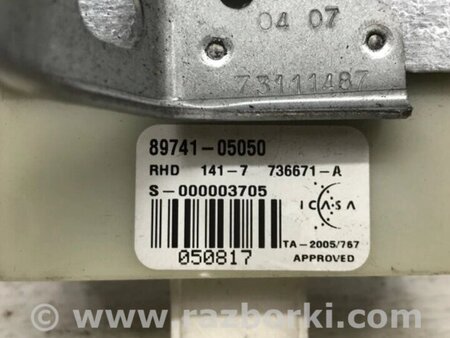 04 07
73111487
89741-05050
RHD 141-7 736671-A
S-000003705
ICASA
050817
TA-2005/767
APPROVED
© www.razborki.com